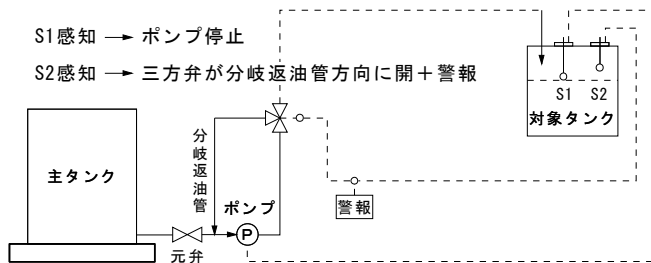 S1感知 → ポンプ停止
S2感知 → 三方弁が分岐返油管方向に開＋警報
S1 S2
対象タンク
主タンク
分岐返油管
ポンプ
P
元弁
警報